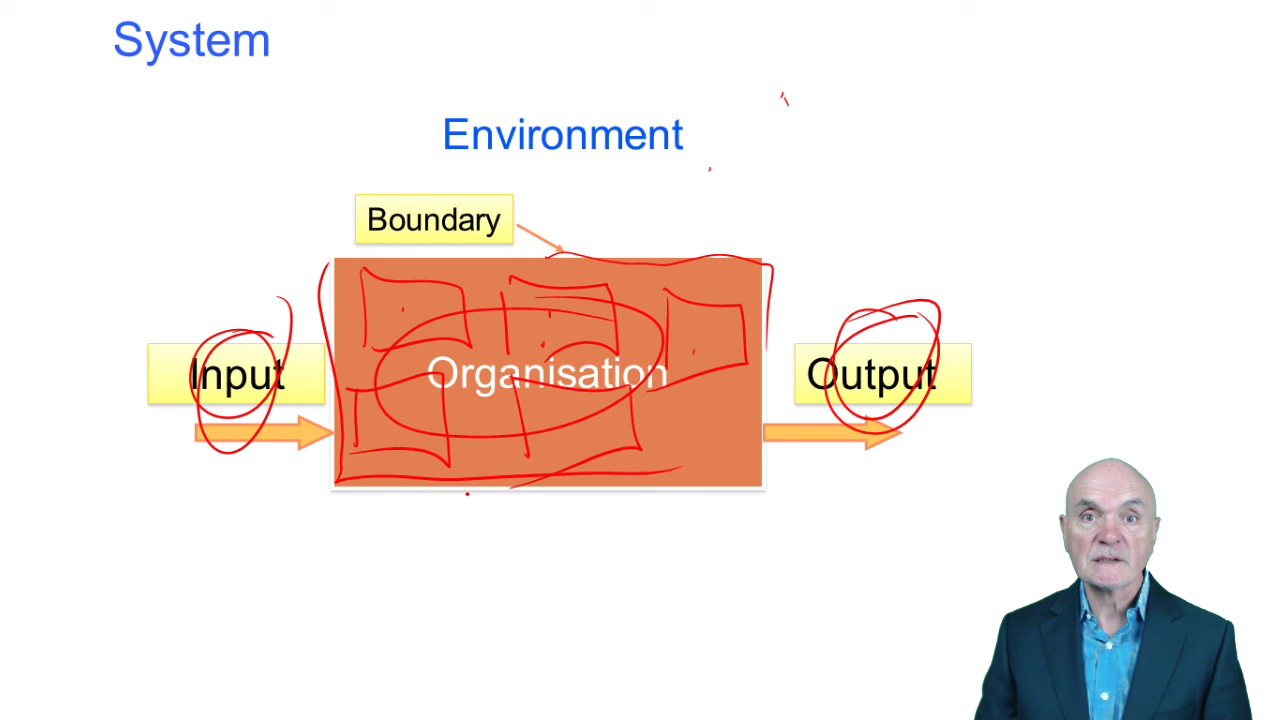 System
Environment
Boundary
Organisation
Input
Output